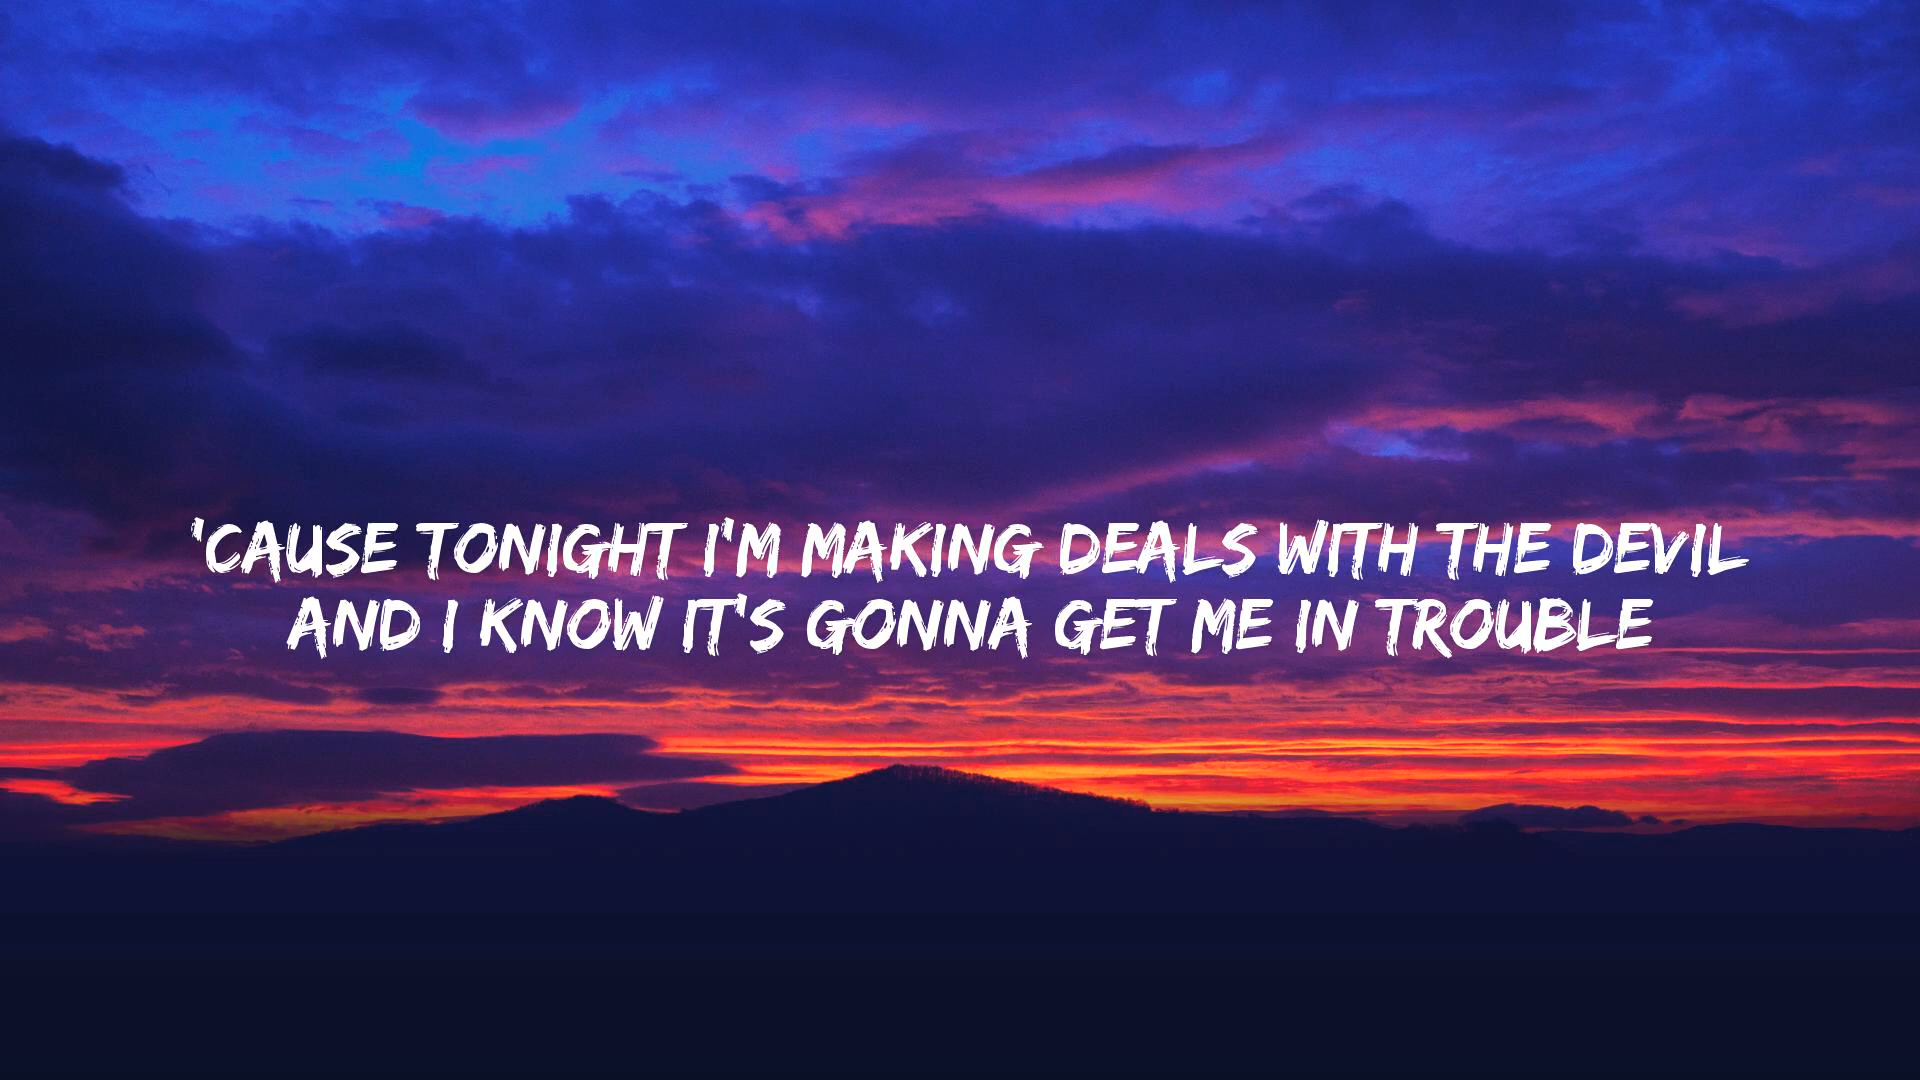 'CAUSE TONIGHT I'M MAKING DEALS WITH THE DEVIL
AND I KNOW IT'S GONNA GET ME IN TROUBLE